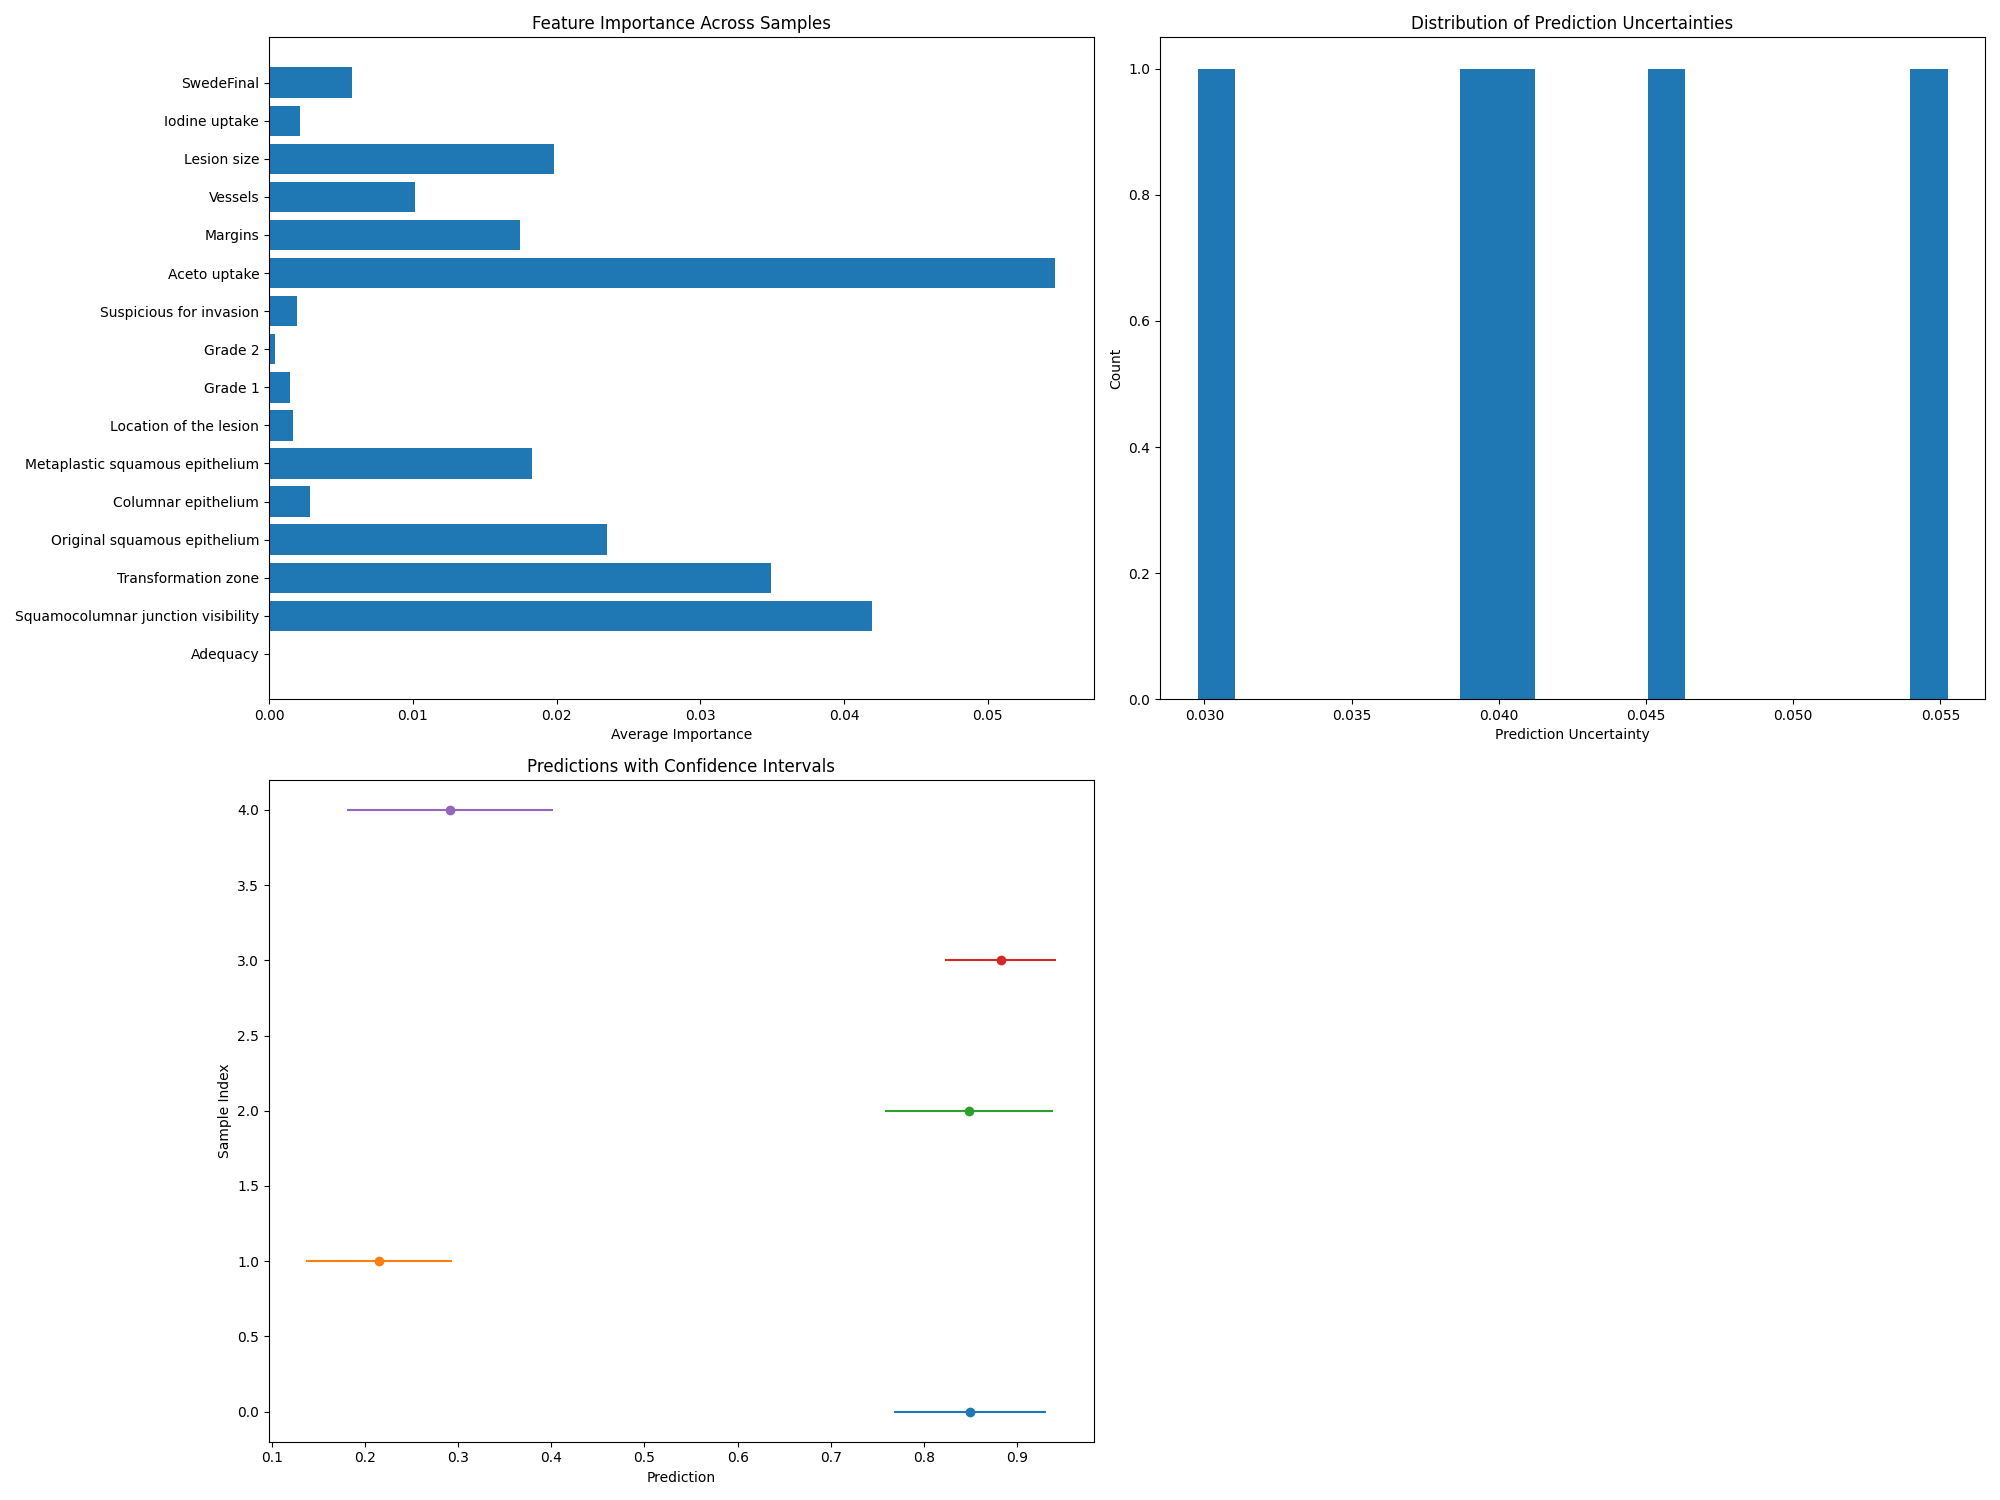 Feature Importance Across Samples
SwedeFinal
Iodine uptake
Lesion size
Vessels
Margins
Aceto uptake
Suspicious for invasion
Grade 2
Grade 1
Location of the lesion
Metaplastic squamous epithelium
Columnar epithelium
Original squamous epithelium
Transformation zone
Squamocolumnar junction visibility
Adequacy
0.00 0.01 0.02 0.03 0.04 0.05
Average Importance
Distribution of Prediction Uncertainties
1.0
0.8
0.6
0.4
0.2
0.0
Count
0.030 0.035 0.040 0.045 0.050 0.055
Prediction Uncertainty
Predictions with Confidence Intervals
4.0
3.5
3.0
2.5
2.0
1.5
1.0
0.5
0.0
Sample Index
0.1 0.2 0.3 0.4 0.5 0.6 0.7 0.8 0.9
Prediction